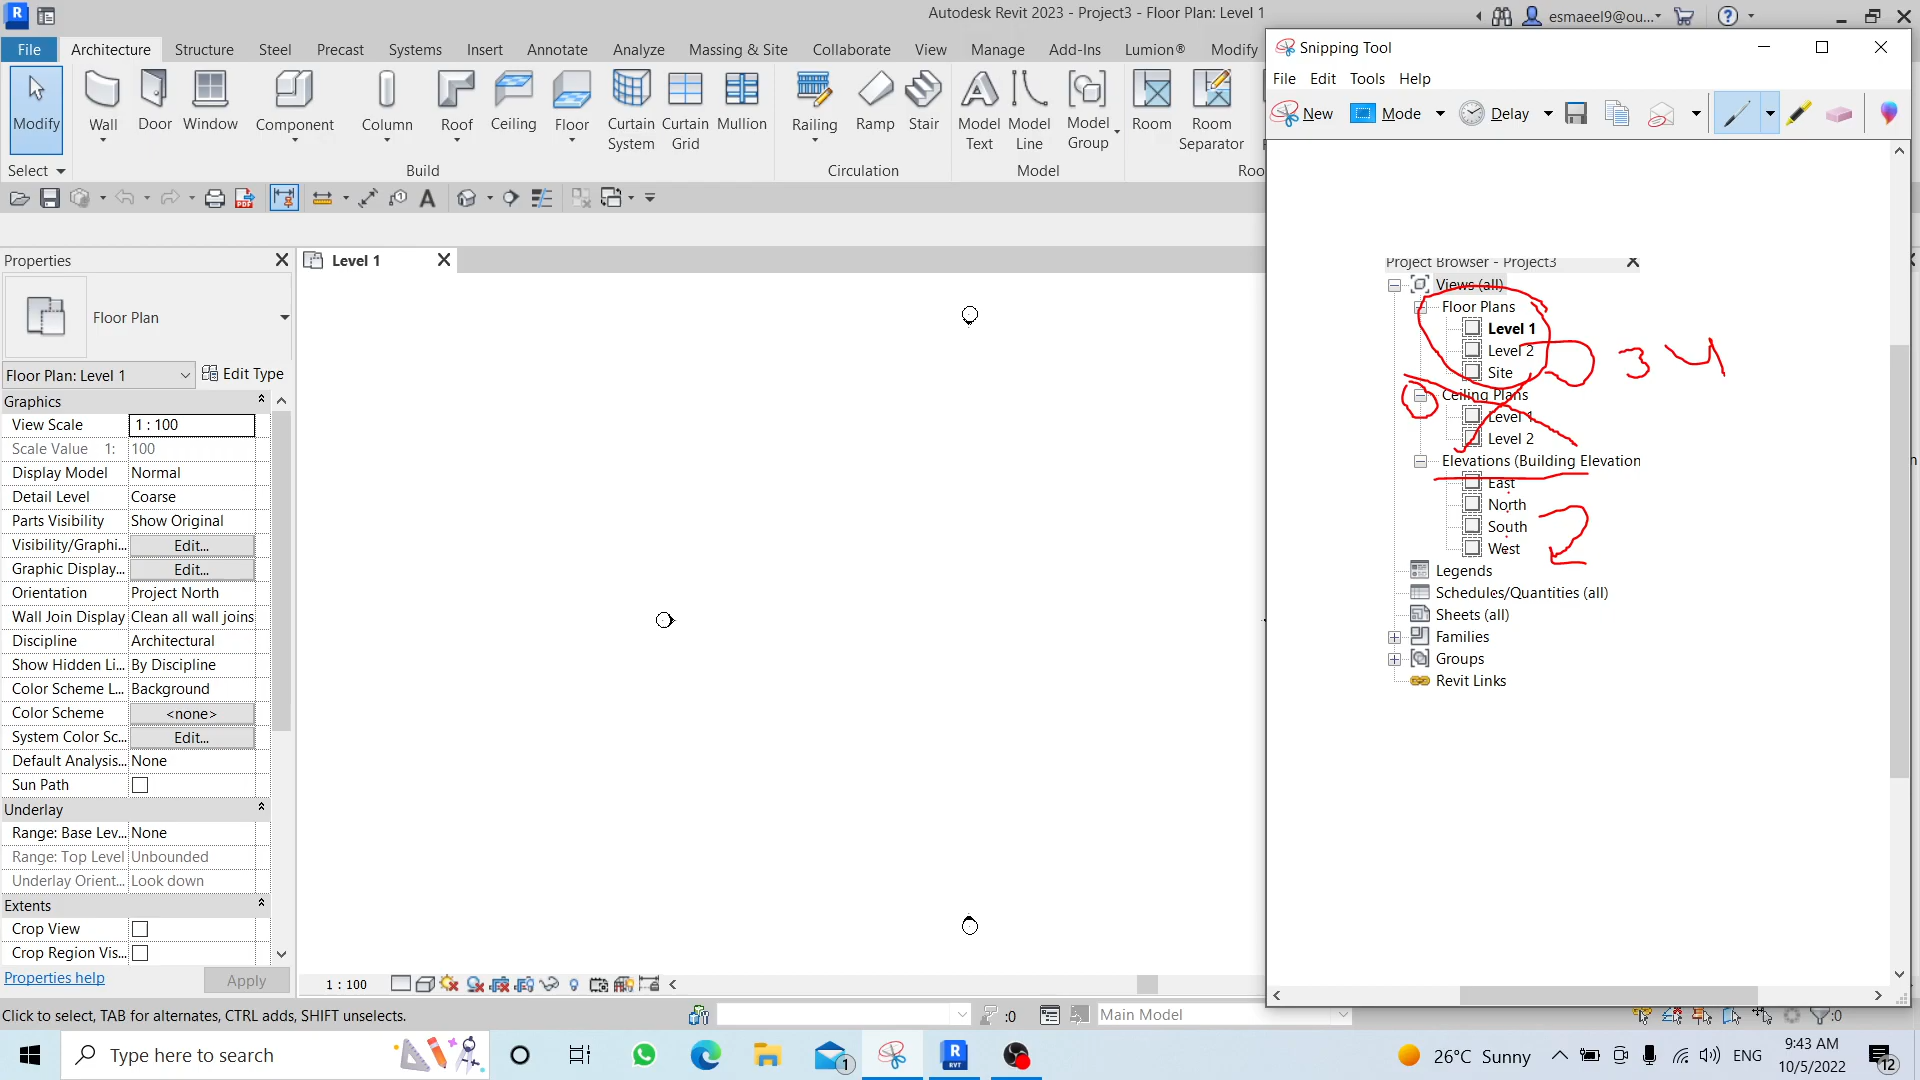 Autodesk Revit 2023 - Project3 - Floor Plan: Level 1
esmaeel9@ou...
File Architecture Structure Steel Precast Systems Insert Annotate Analyze Massing & Site Collaborate View Manage Add-Ins Lumion® Modify
Modify
Wall
Door
Window
Component
Column
Roof
Ceiling
Floor
Curtain System
Curtain Grid
Mullion
Railing
Ramp
Stair
Model Text
Model Line
Model Group
Room
Room Separator
Select
Build
Circulation
Model
Roo
PDF
Properties
Floor Plan
Floor Plan: Level 1
Edit Type
Graphics
View Scale 1 : 100
Scale Value 1: 100
Display Model Normal
Detail Level Coarse
Parts Visibility Show Original
Visibility/Graphi... Edit...
Graphic Display... Edit...
Orientation Project North
Wall Join Display Clean all wall joins
Discipline Architectural
Show Hidden Li... By Discipline
Color Scheme L... Background
Color Scheme <none>
System Color Sc... Edit...
Default Analysis... None
Sun Path
Underlay
Range: Base Lev... None
Range: Top Level Unbounded
Underlay Orient... Look down
Extents
Crop View
Crop Region Vis...
Properties help
Apply
Level 1
1 : 100
Click to select, TAB for alternates, CTRL adds, SHIFT unselects.
:0
Main Model
:0
Snipping Tool
File Edit Tools Help
New
Mode
Delay
Project Browser - Project3
Views (all)
Floor Plans
Level 1
Level 2
Site
3 4
Ceiling Plans
Level 1
Level 2
Elevations (Building Elevation
East
North
South
West
2
Legends
Schedules/Quantities (all)
Sheets (all)
Families
Groups
Revit Links
Type here to search
1
R
RVT
26°C Sunny
ENG
9:43 AM
10/5/2022
12